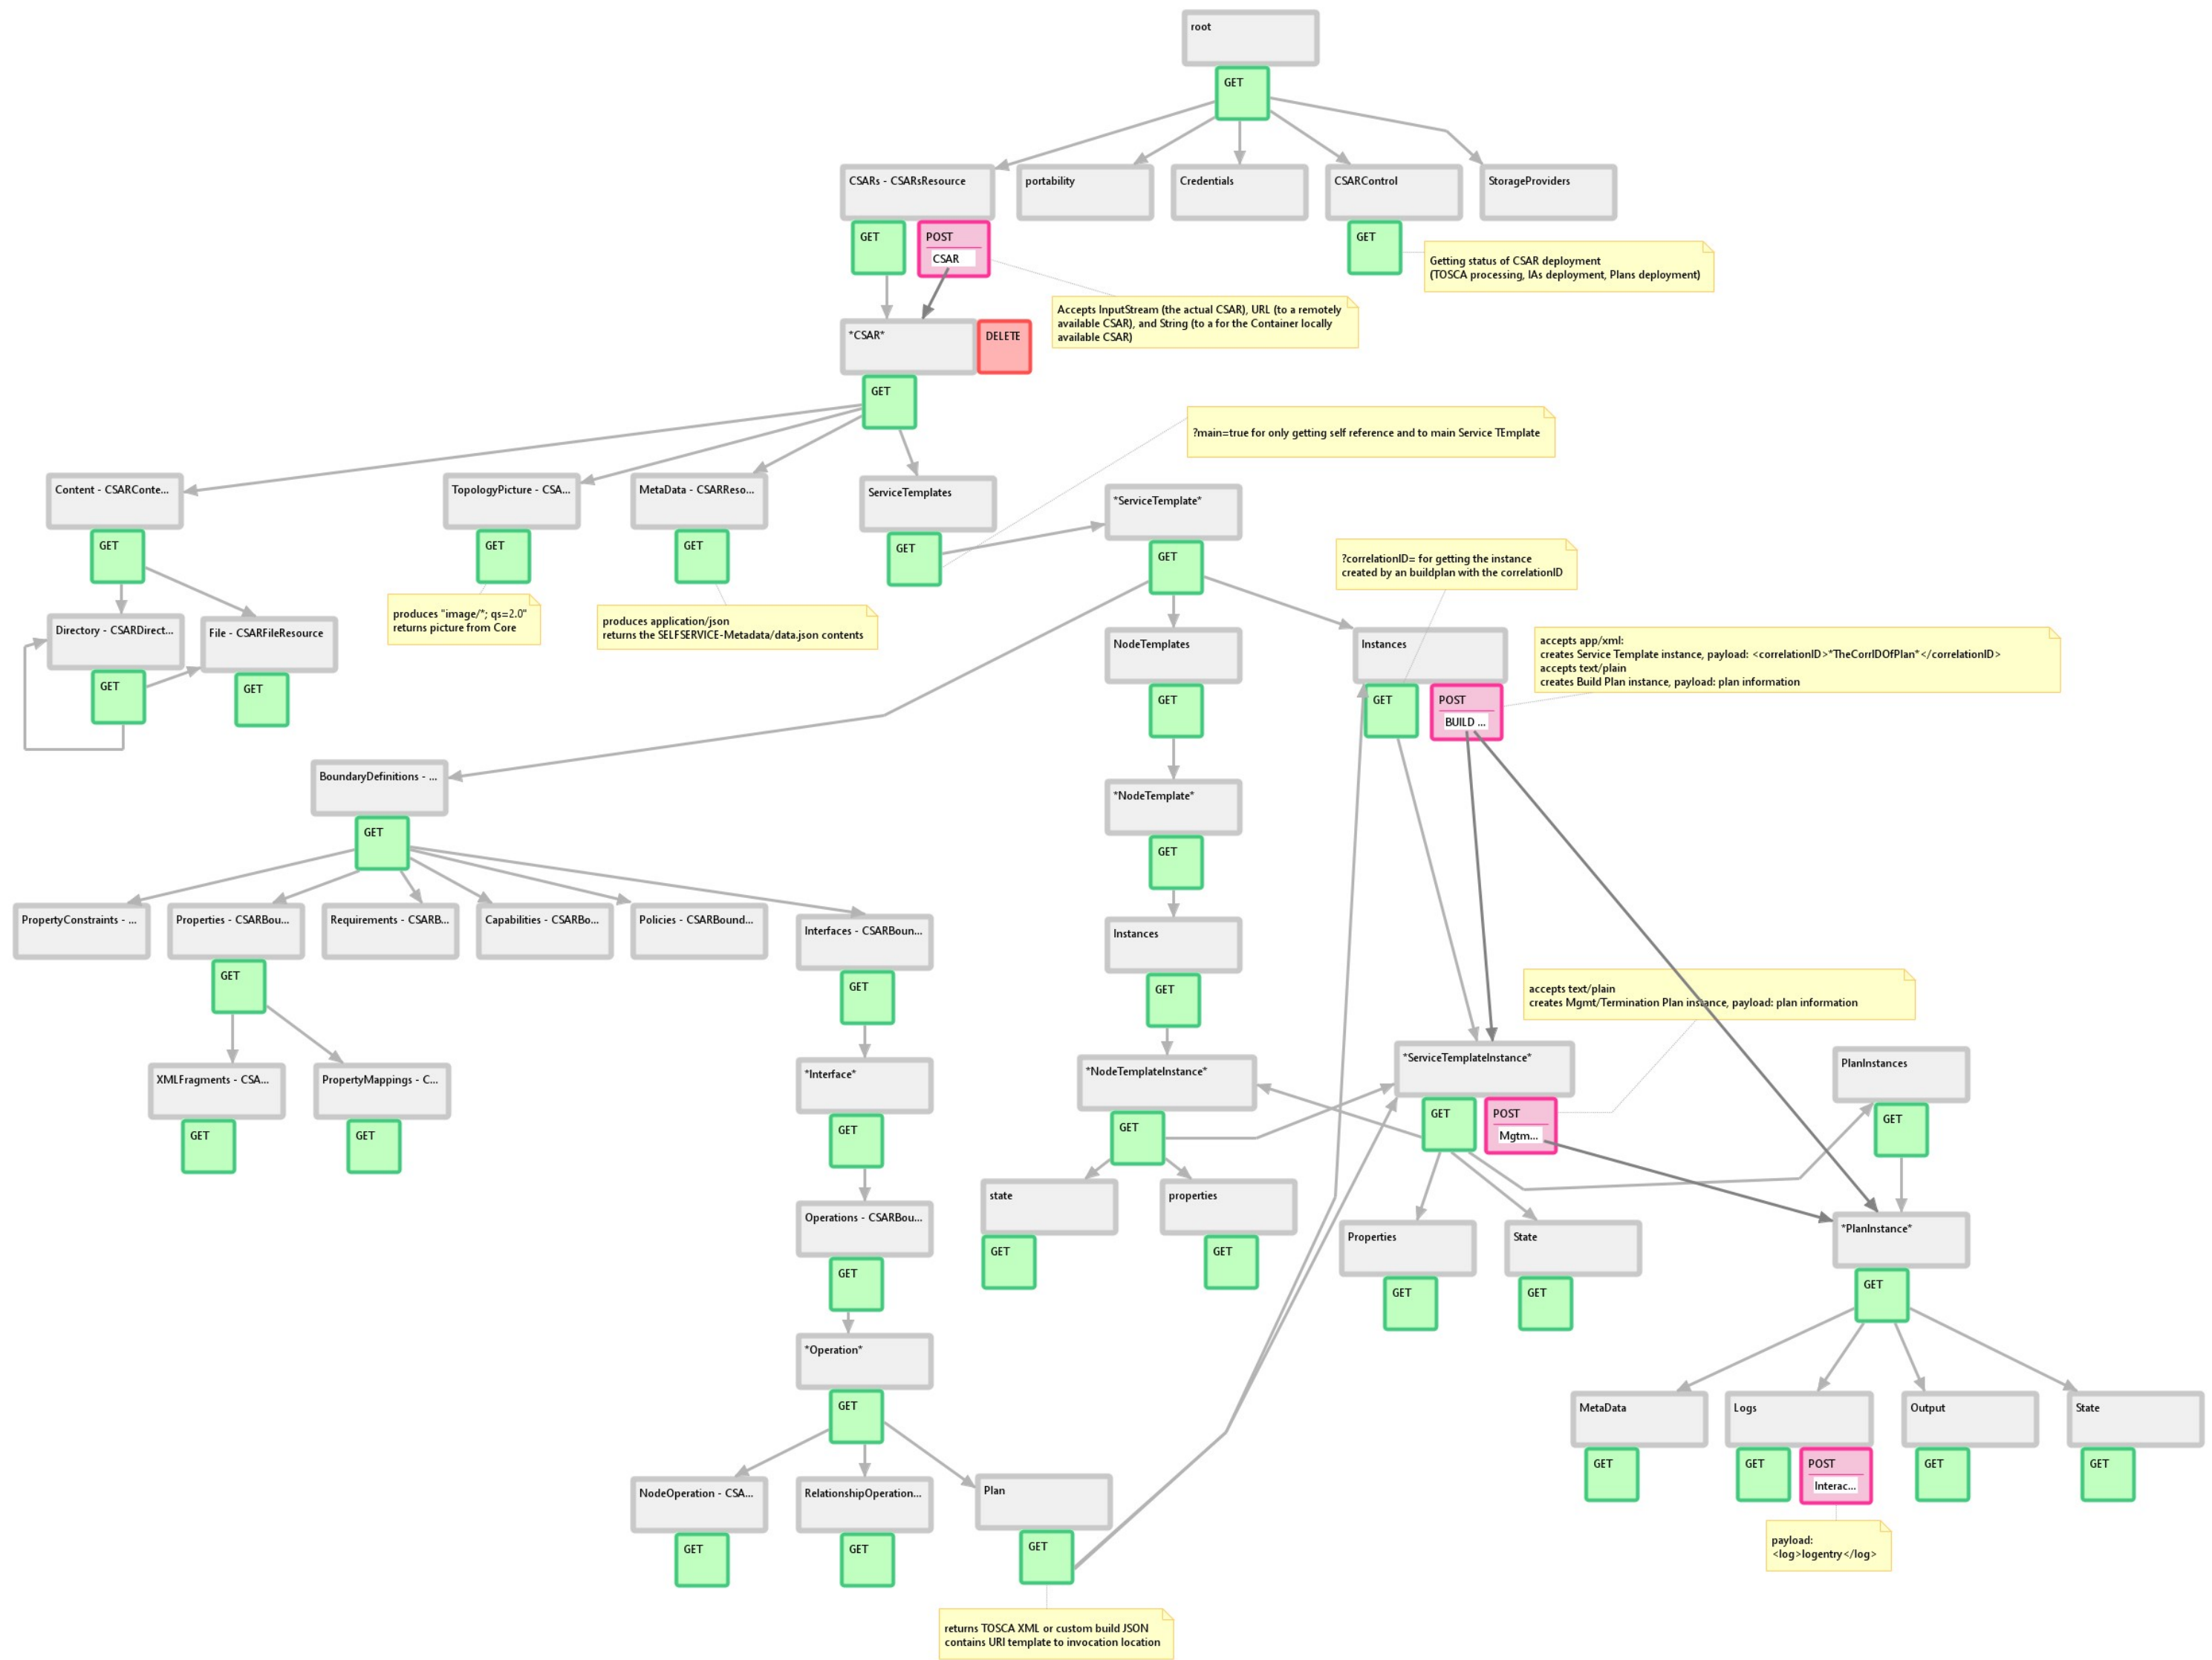 root
GET
CSARs - CSARsResource
portability
Credentials
CSARControl
StorageProviders
GET
POST
CSAR
GET
Getting status of CSAR deployment
(TOSCA processing, IAs deployment, Plans deployment)
Accepts InputStream (the actual CSAR), URL (to a remotely
available CSAR), and String (to a for the Container locally
available CSAR)
*CSAR*
DELETE
GET
?main=true for only getting self reference and to main Service TEmplate
Content - CSARConte...
TopologyPicture - CSA...
MetaData - CSARReso...
ServiceTemplates
*ServiceTemplate*
GET
GET
GET
GET
GET
?correlationID= for getting the instance
created by an buildplan with the correlationID
produces "image/*; qs=2.0"
returns picture from Core
produces application/json
returns the SELFSERVICE-Metadata/data.json contents
Directory - CSARDirect...
File - CSARFileResource
GET
GET
NodeTemplates
Instances
accepts app/xml:
creates Service Template instance, payload: <correlationID>*TheCorrIDOfPlan*</correlationID>
accepts text/plain
creates Build Plan instance, payload: plan information
GET
GET
POST
BUILD ...
BoundaryDefinitions - ...
GET
*NodeTemplate*
GET
PropertyConstraints - ...
Properties - CSARBou...
Requirements - CSARB...
Capabilities - CSARBo...
Policies - CSARBound...
Interfaces - CSARBoun...
Instances
GET
GET
GET
accepts text/plain
creates Mgmt/Termination Plan instance, payload: plan information
XMLFragments - CSA...
PropertyMappings - C...
*Interface*
*NodeTemplateInstance*
*ServiceTemplateInstance*
PlanInstances
GET
GET
GET
GET
GET
POST
Mgtm...
GET
Operations - CSARBou...
state
properties
Properties
State
*PlanInstance*
GET
GET
GET
GET
GET
GET
*Operation*
GET
MetaData
Logs
Output
State
GET
GET
POST
Interac...
GET
GET
NodeOperation - CSA...
RelationshipOperation...
Plan
GET
GET
GET
payload:
<log>logentry</log>
returns TOSCA XML or custom build JSON
contains URI template to invocation location